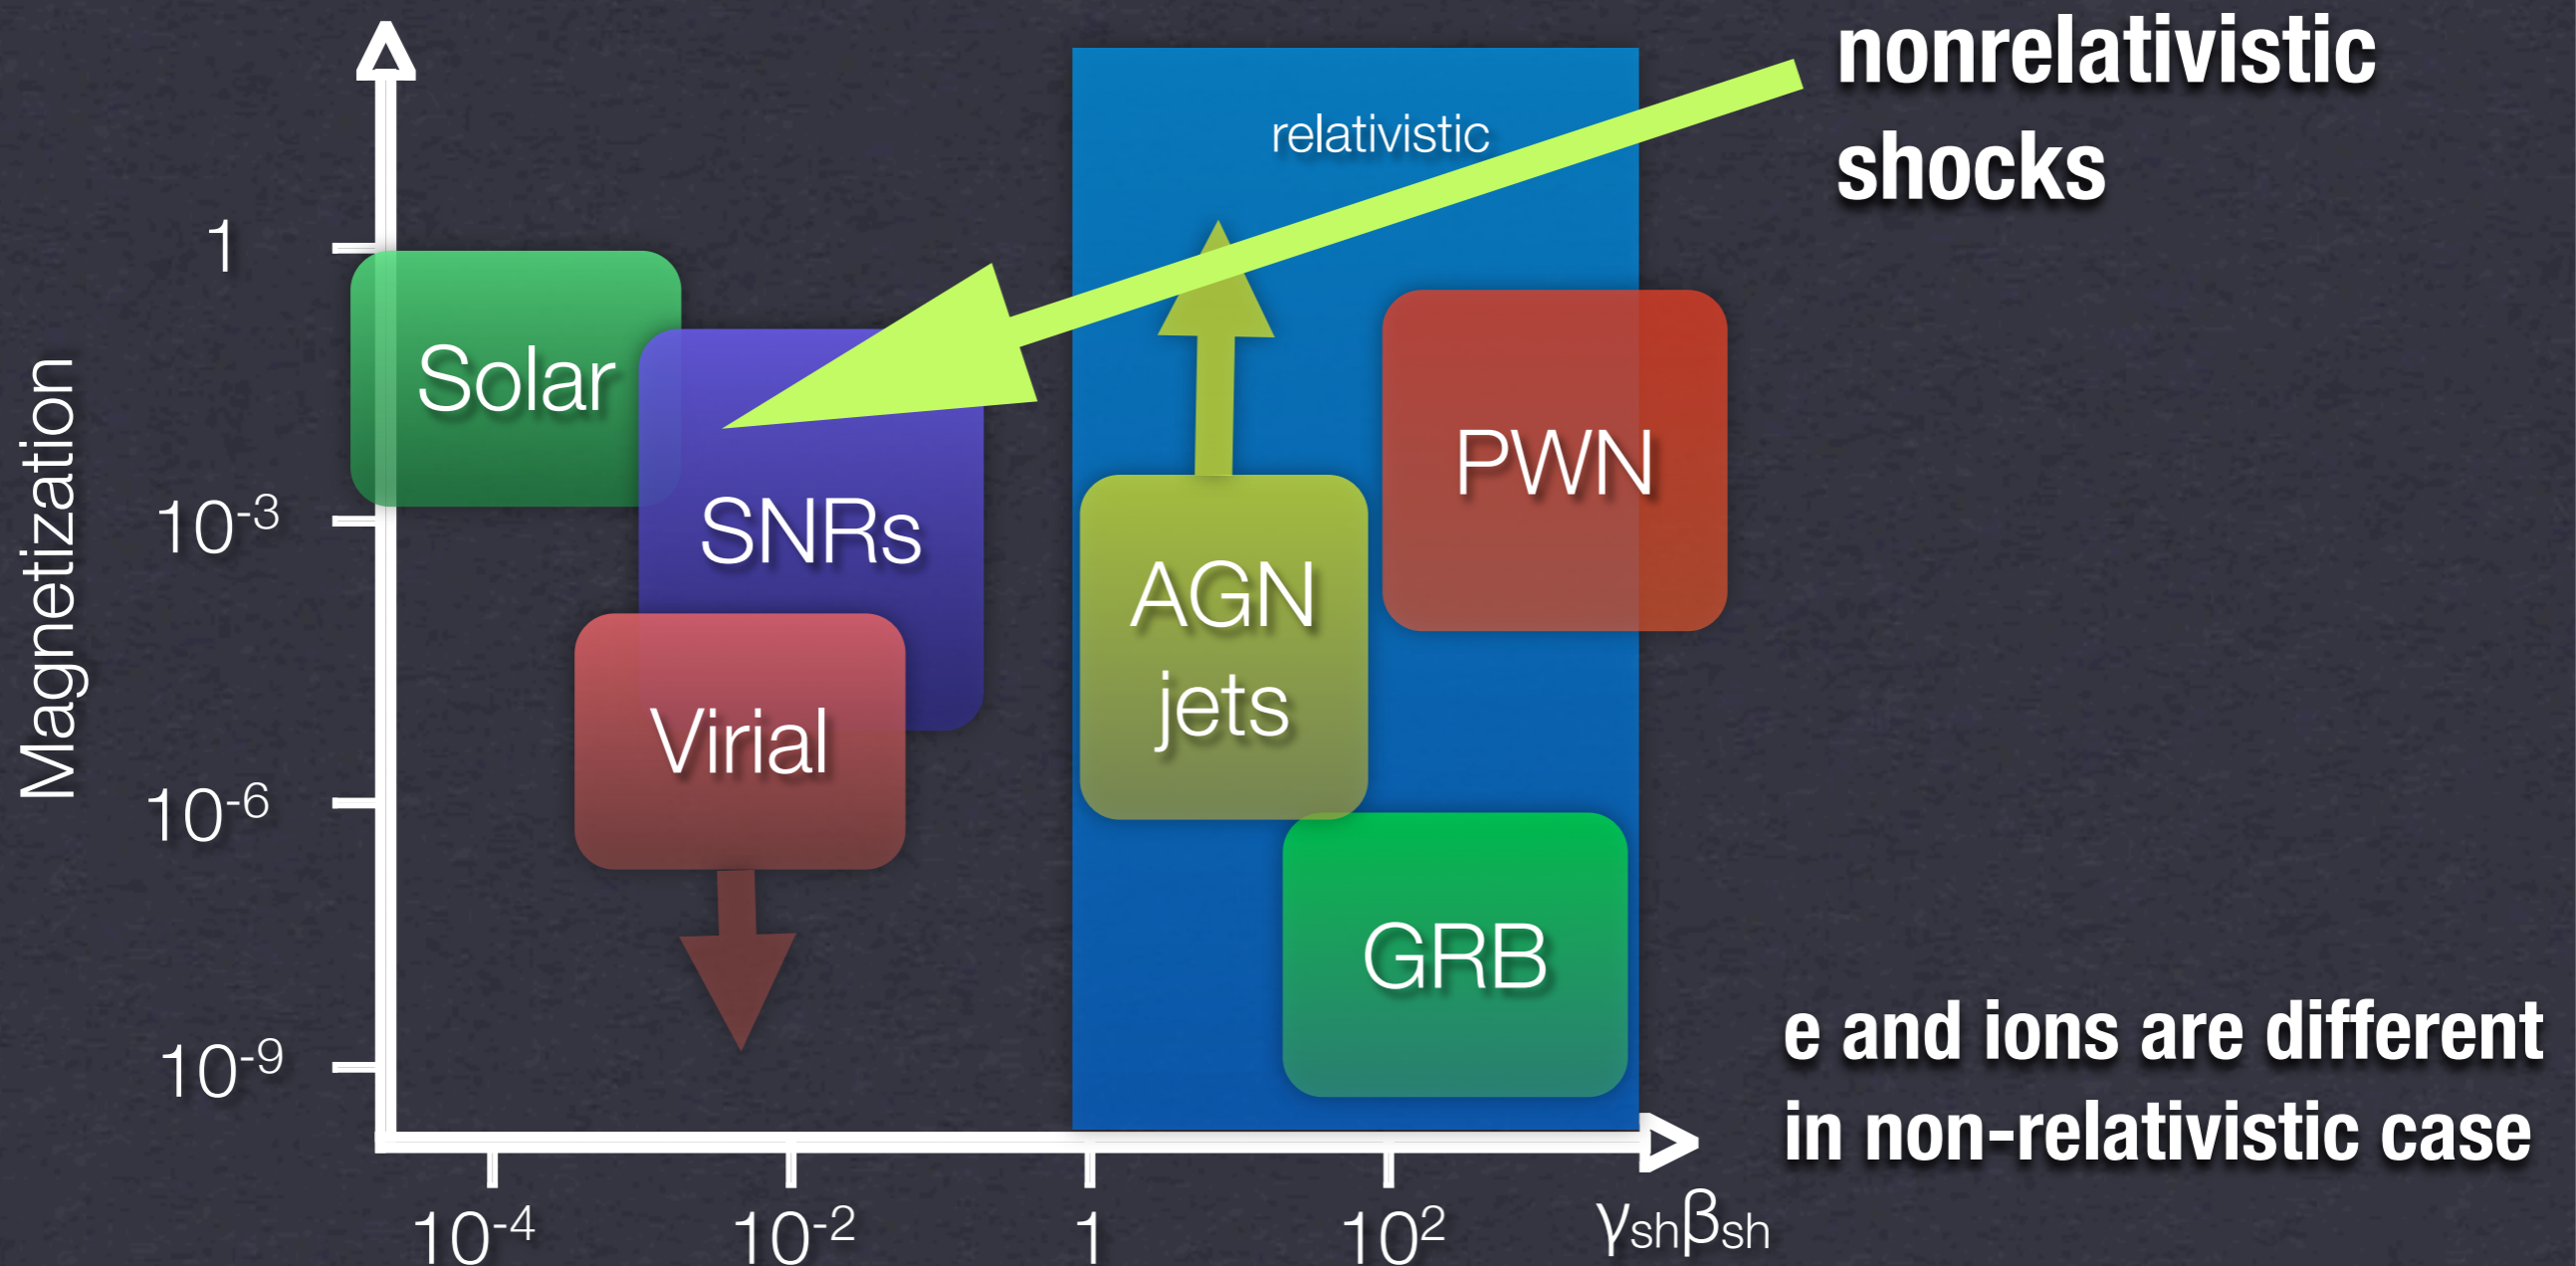 nonrelativistic
shocks
relativistic
1
Solar
PWN
Magnetization
10⁻³
SNRs
AGN
jets
Virial
10⁻⁶
GRB
10⁻⁹
e and ions are different
in non-relativistic case
10⁻⁴
10⁻²
1
10²
γshβsh